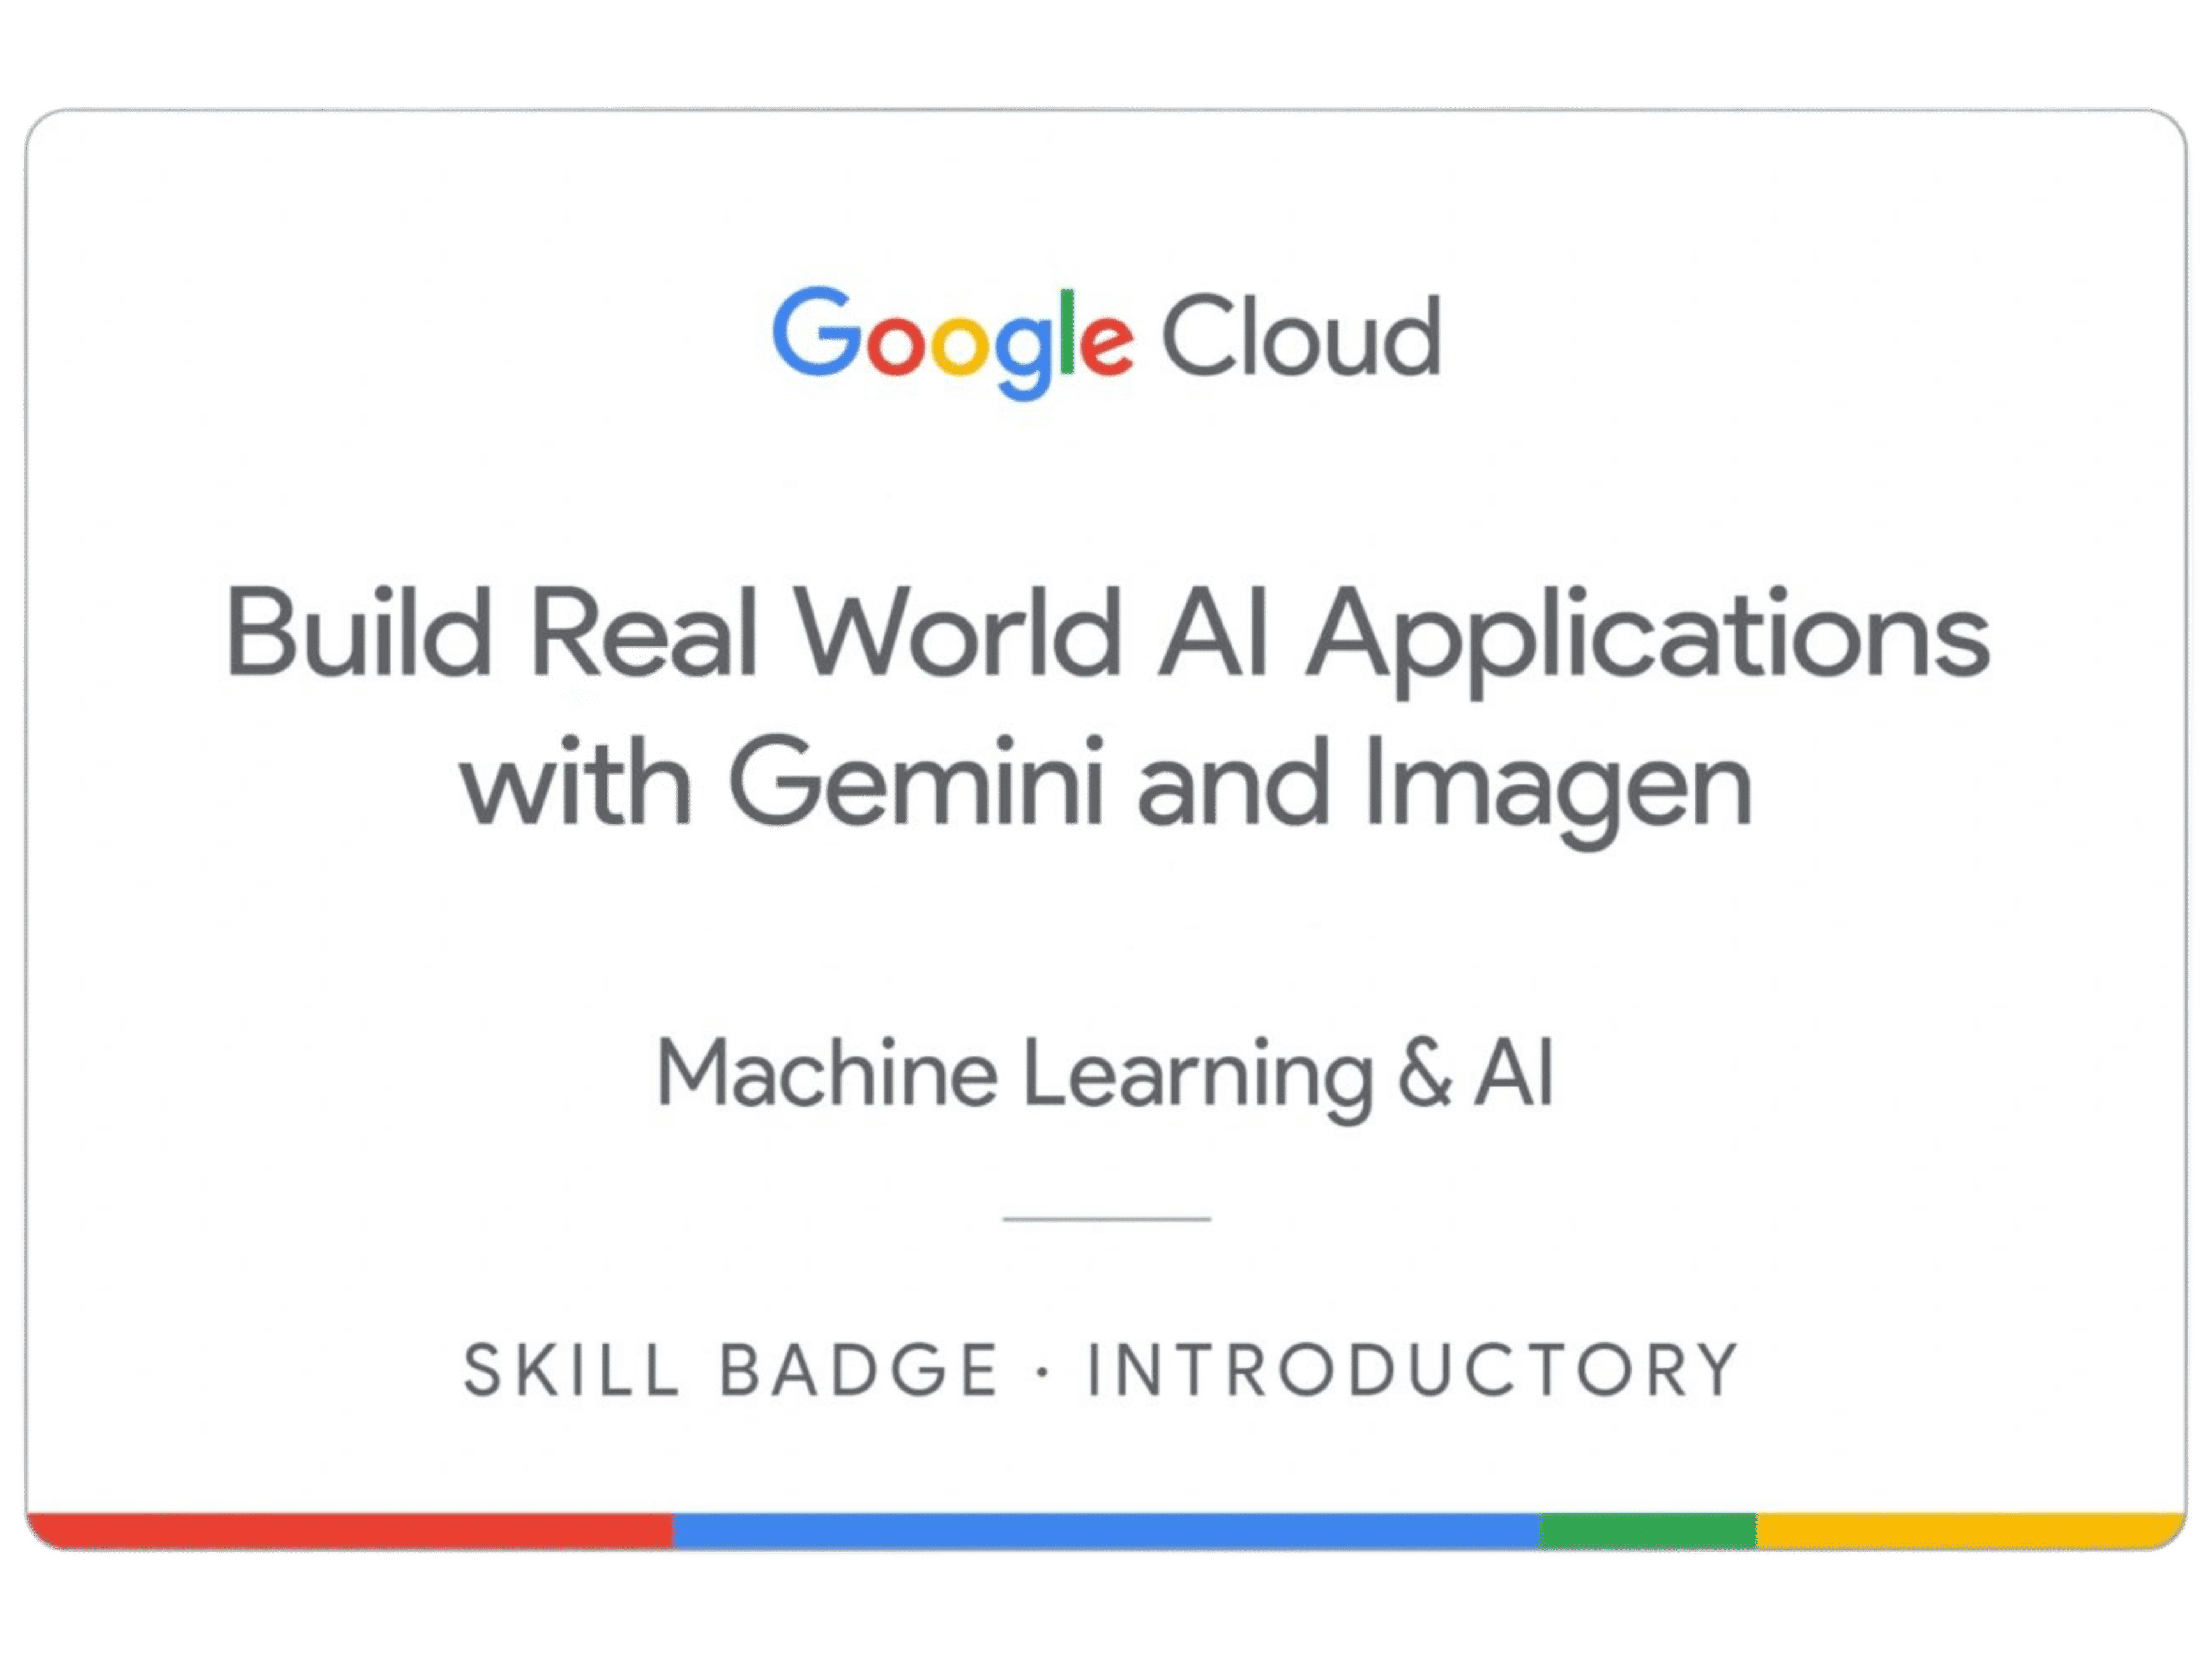 Google Cloud
Build Real World AI Applications
with Gemini and Imagen
Machine Learning & AI
SKILL BADGE · INTRODUCTORY